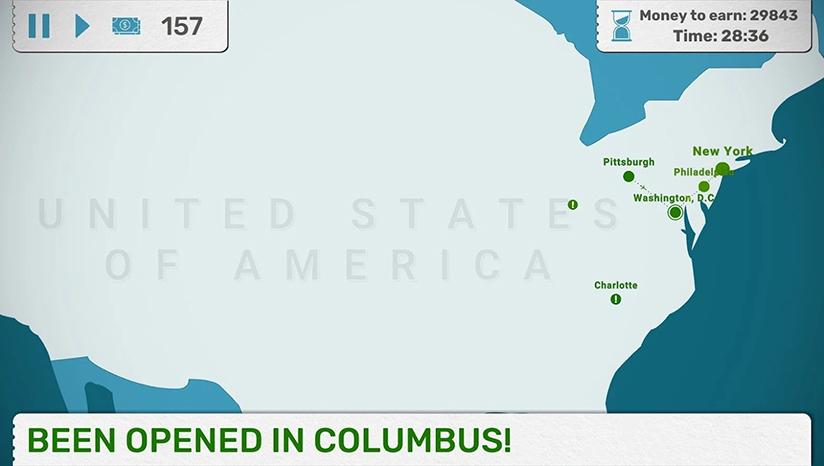 157
Money to earn: 29843
Time: 28:36
UNITED STATES
OF AMERICA
New York
Pittsburgh
Washington, D.C
Charlotte
BEEN OPENED IN COLUMBUS!